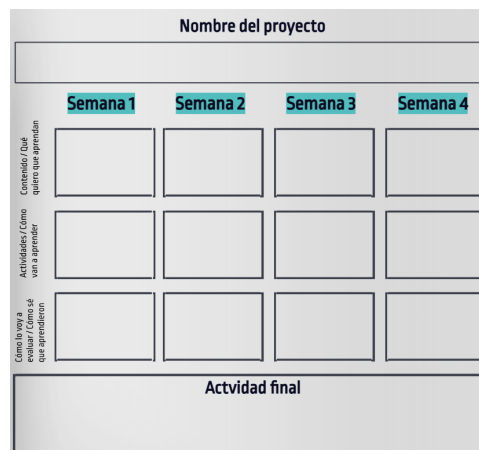 Nombre del proyecto
Semana 1 Semana 2 Semana 3 Semana 4
Contenido / Qué
quiero que aprendan
Actividades / Cómo
van a aprender
Cómo lo voy a
evaluar / Cómo sé
que aprendieron
Actvidad final